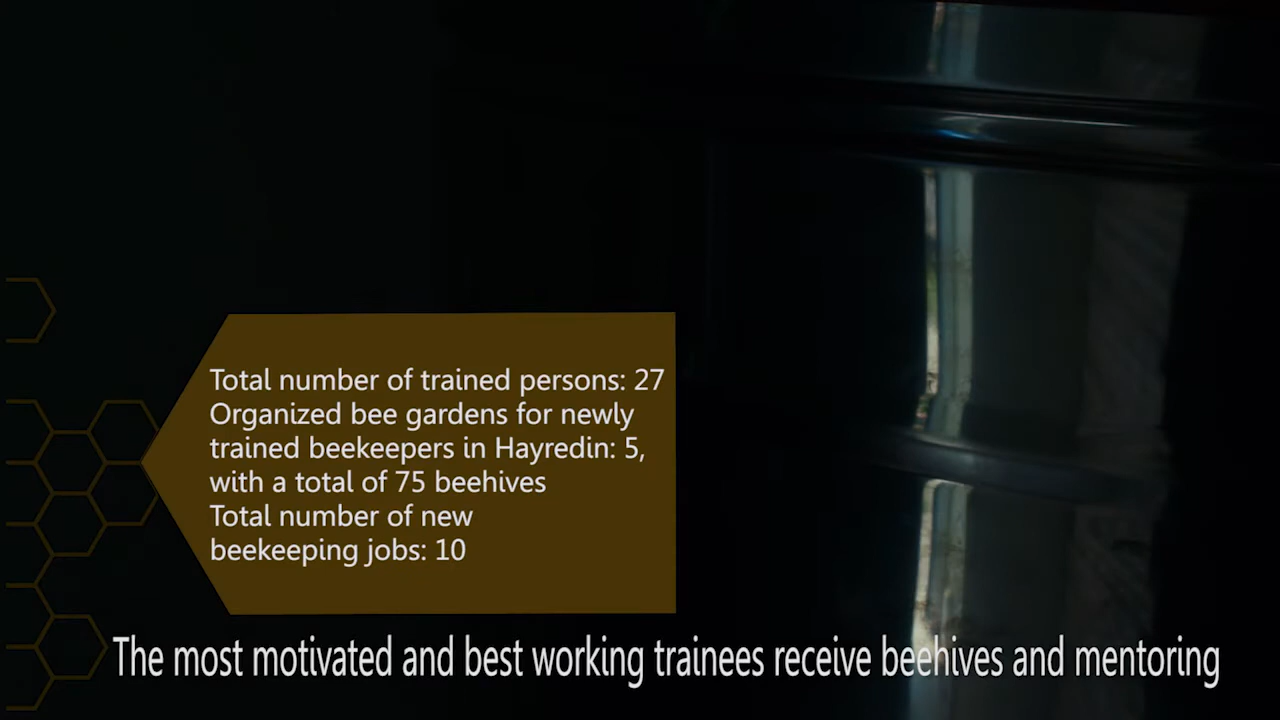 Total number of trained persons: 27
Organized bee gardens for newly
trained beekeepers in Hayredin: 5,
with a total of 75 beehives
Total number of new
beekeeping jobs: 10
The most motivated and best working trainees receive beehives and mentoring